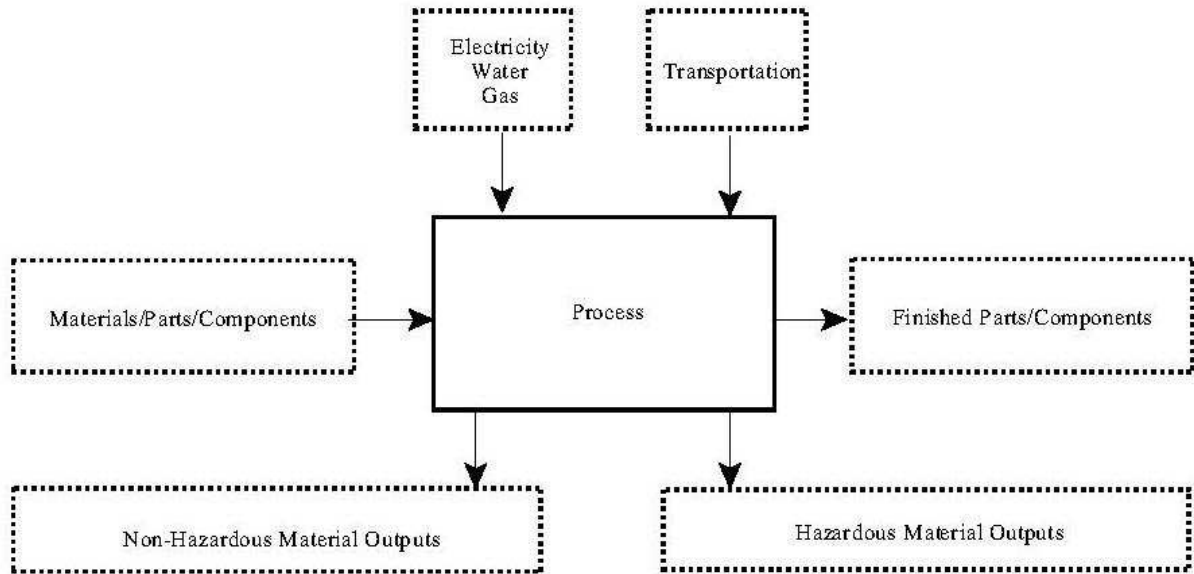 Electricity
Water
Gas
Transportation
Materials/Parts/Components
Process
Finished Parts/Components
Non-Hazardous Material Outputs
Hazardous Material Outputs